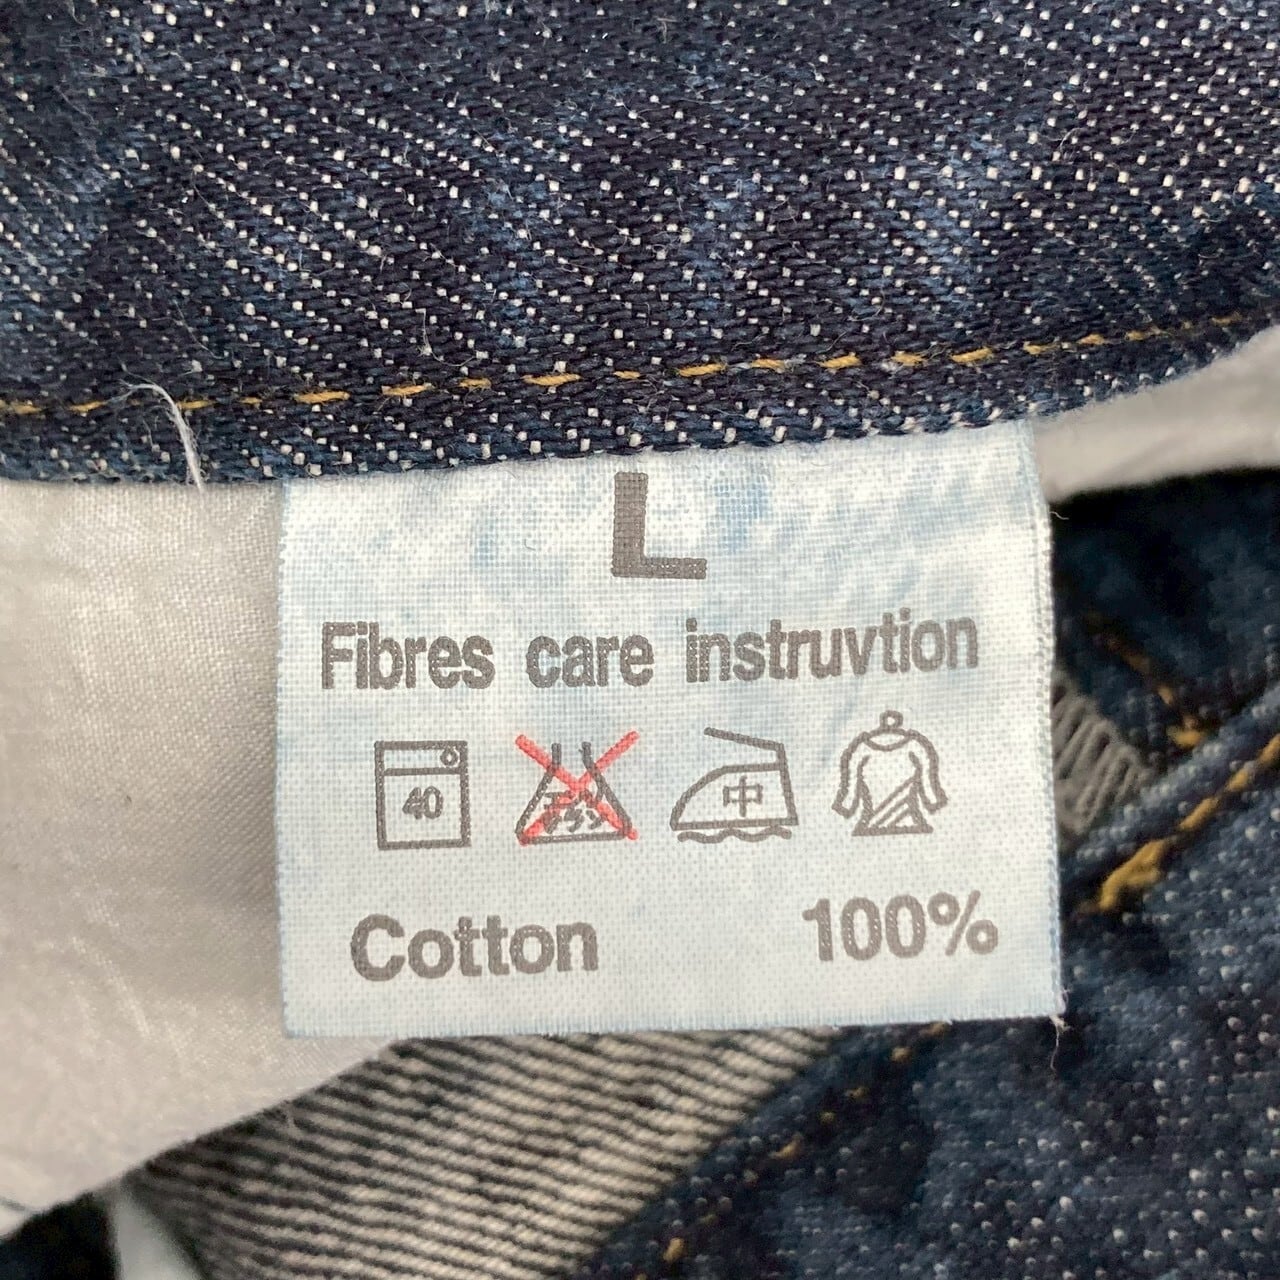 L
Fibres care instruvtion
40 中
Cotton 100%